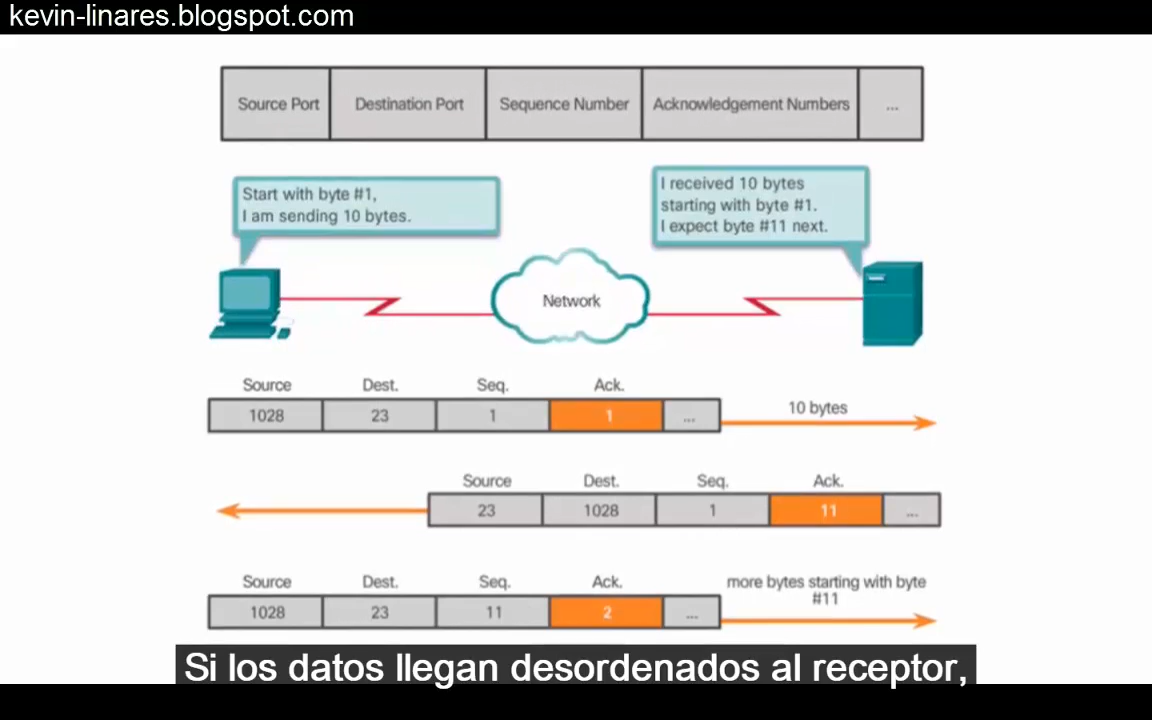 kevin-linares.blogspot.com
Source Port Destination Port Sequence Number Acknowledgement Numbers ...
Start with byte #1,
I am sending 10 bytes.
I received 10 bytes
starting with byte #1.
I expect byte #11 next.
Network
Source Dest. Seq. Ack.
1028 23 1 1 ... 10 bytes
Source Dest. Seq. Ack.
23 1028 1 11 ...
Source Dest. Seq. Ack.
1028 23 11 2 ... more bytes starting with byte
#11
Si los datos llegan desordenados al receptor,